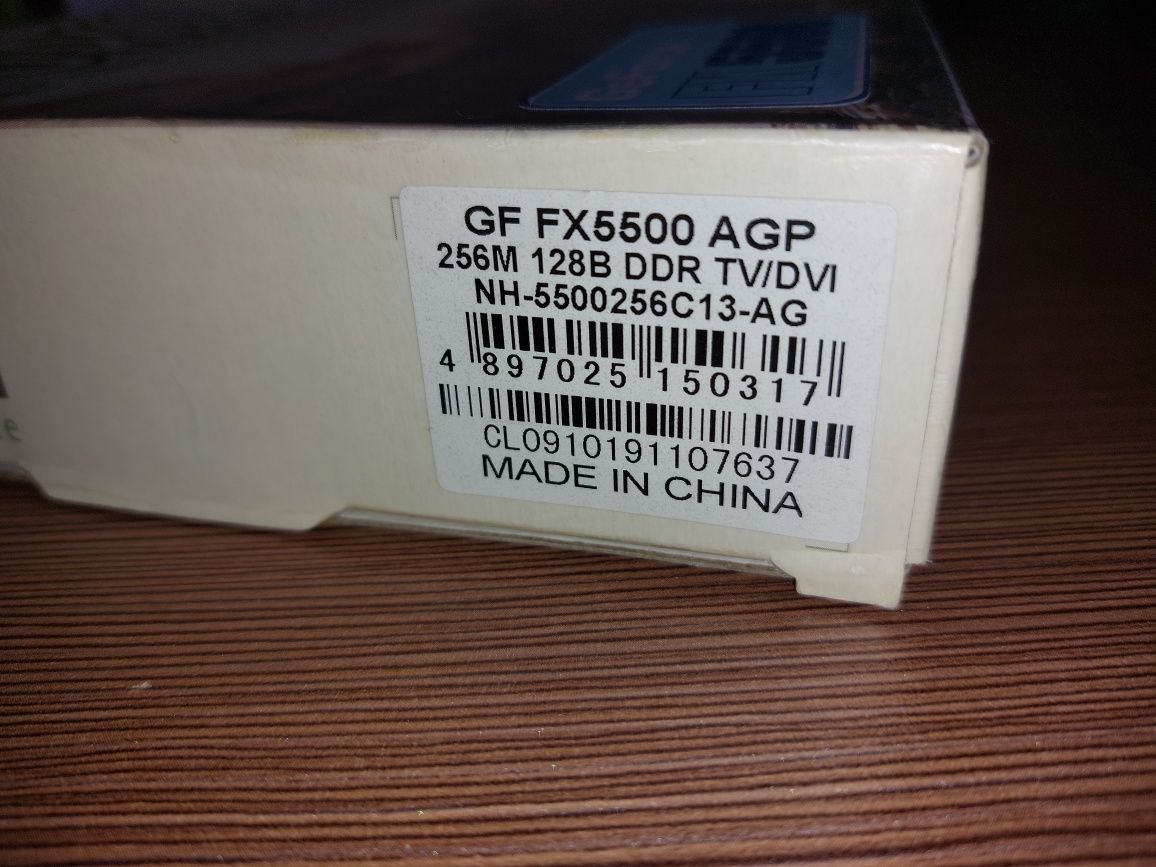 GF FX5500 AGP
256M 128B DDR TV/DVI
NH-5500256C13-AG
4 897025 150317
CL0910191107637
MADE IN CHINA